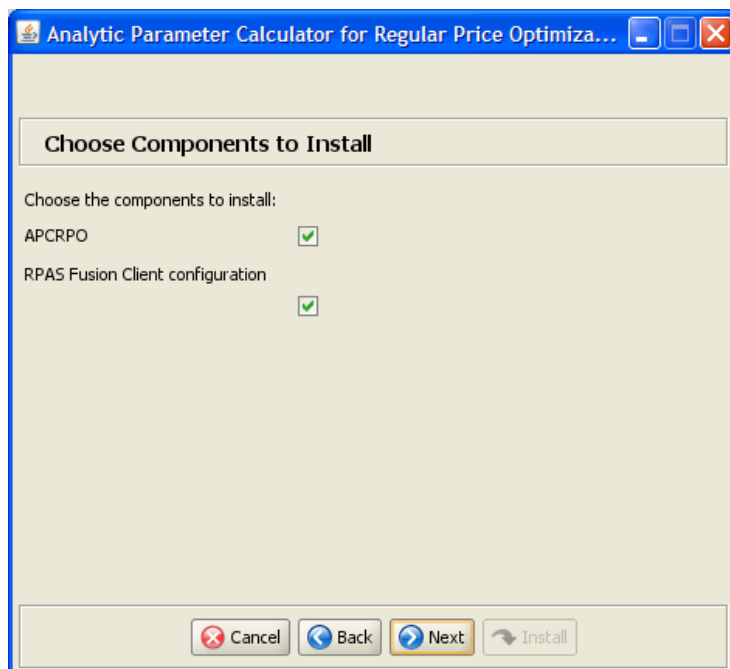 Analytic Parameter Calculator for Regular Price Optimiza...
Choose Components to Install
Choose the components to install:
APCRPO
RPAS Fusion Client configuration
Cancel Back Next Install